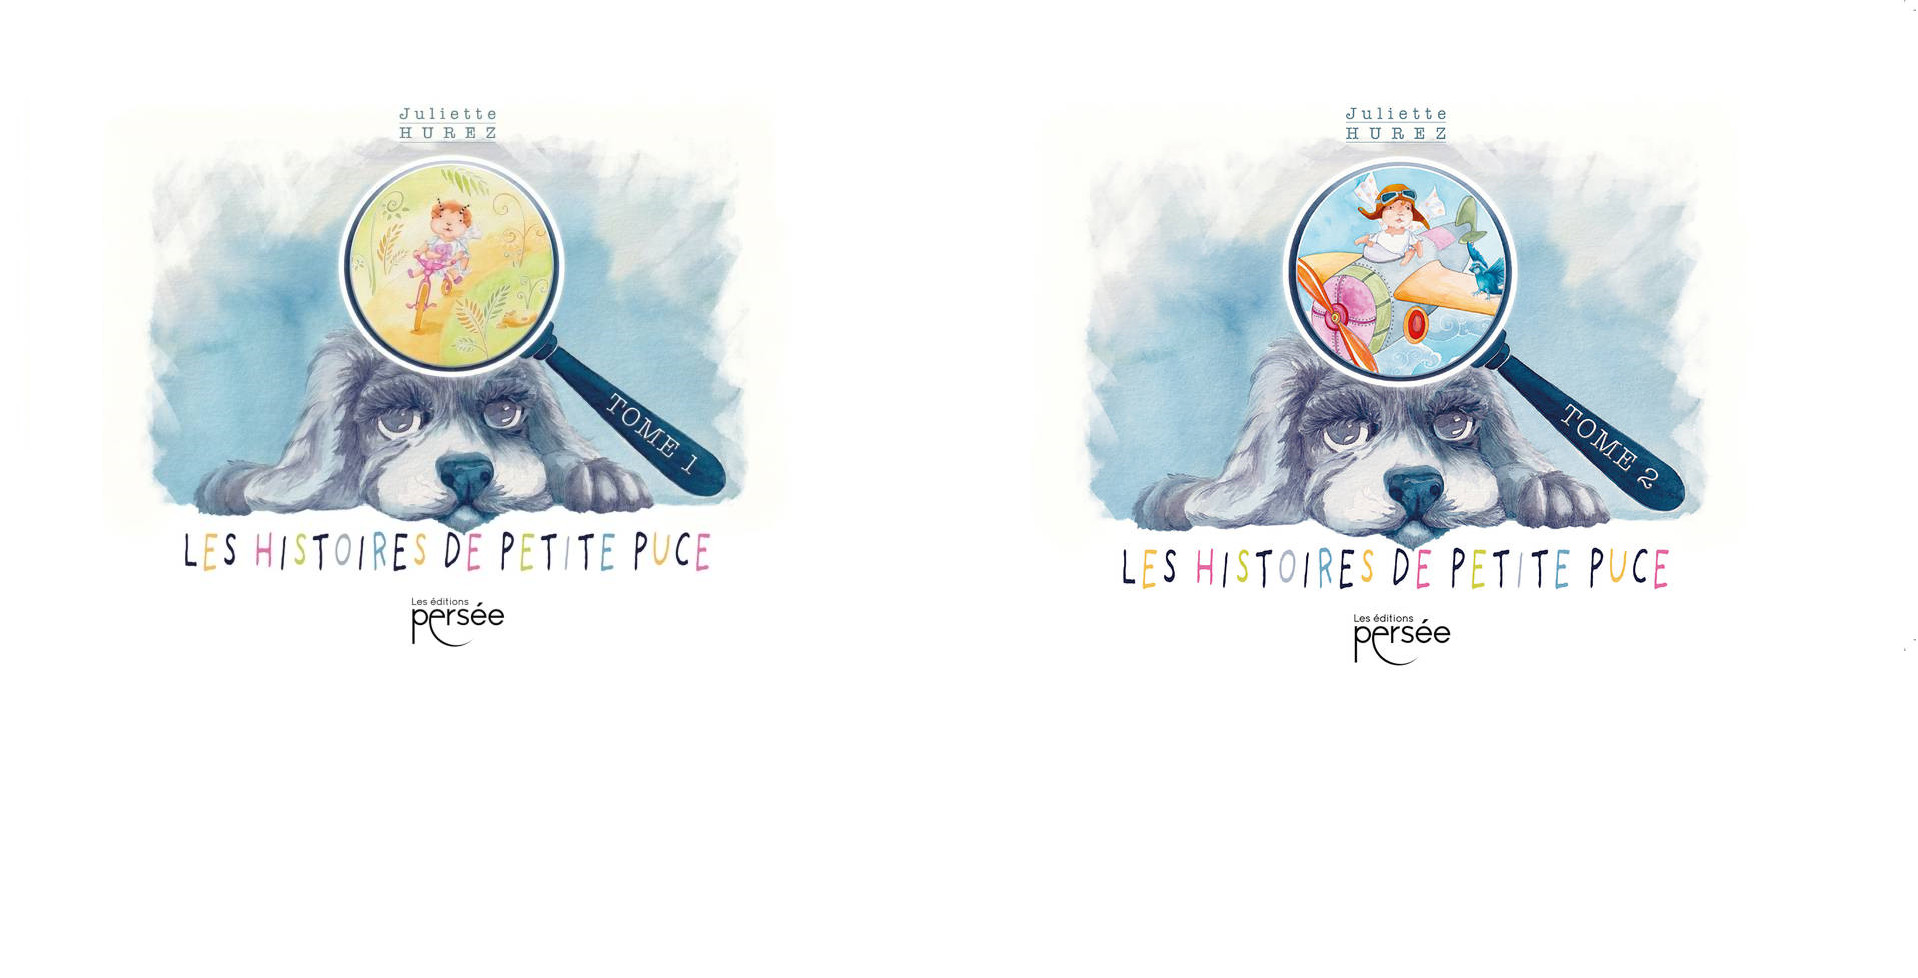 Juliette
HUREZ
TOME 1
LES HISTOIRES DE PETITE PUCE
Les éditions
persée
Juliette
HUREZ
TOME 2
LES HISTOIRES DE PETITE PUCE
Les éditions
persée